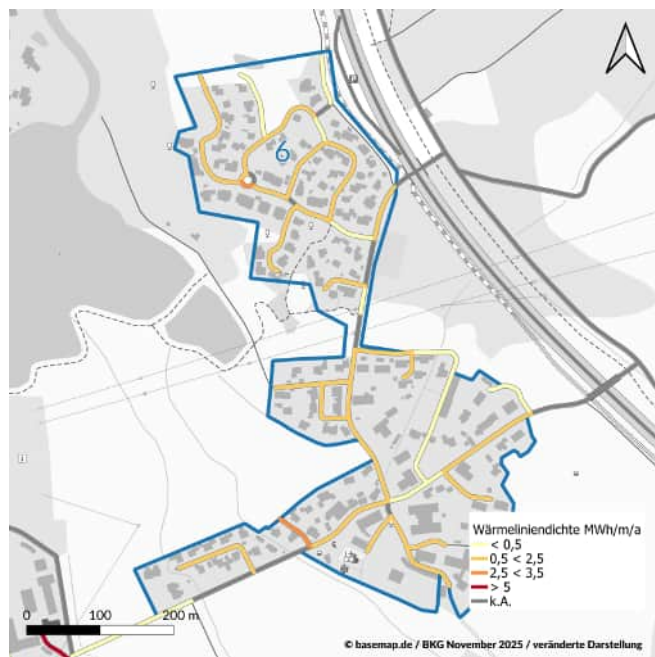 6
Wärmeliniendichte MWh/m/a
< 0,5
0,5 < 2,5
2,5 < 3,5
> 5
k.A.
0 100 200 m
© basemap.de / BKG November 2025 / veränderte Darstellung